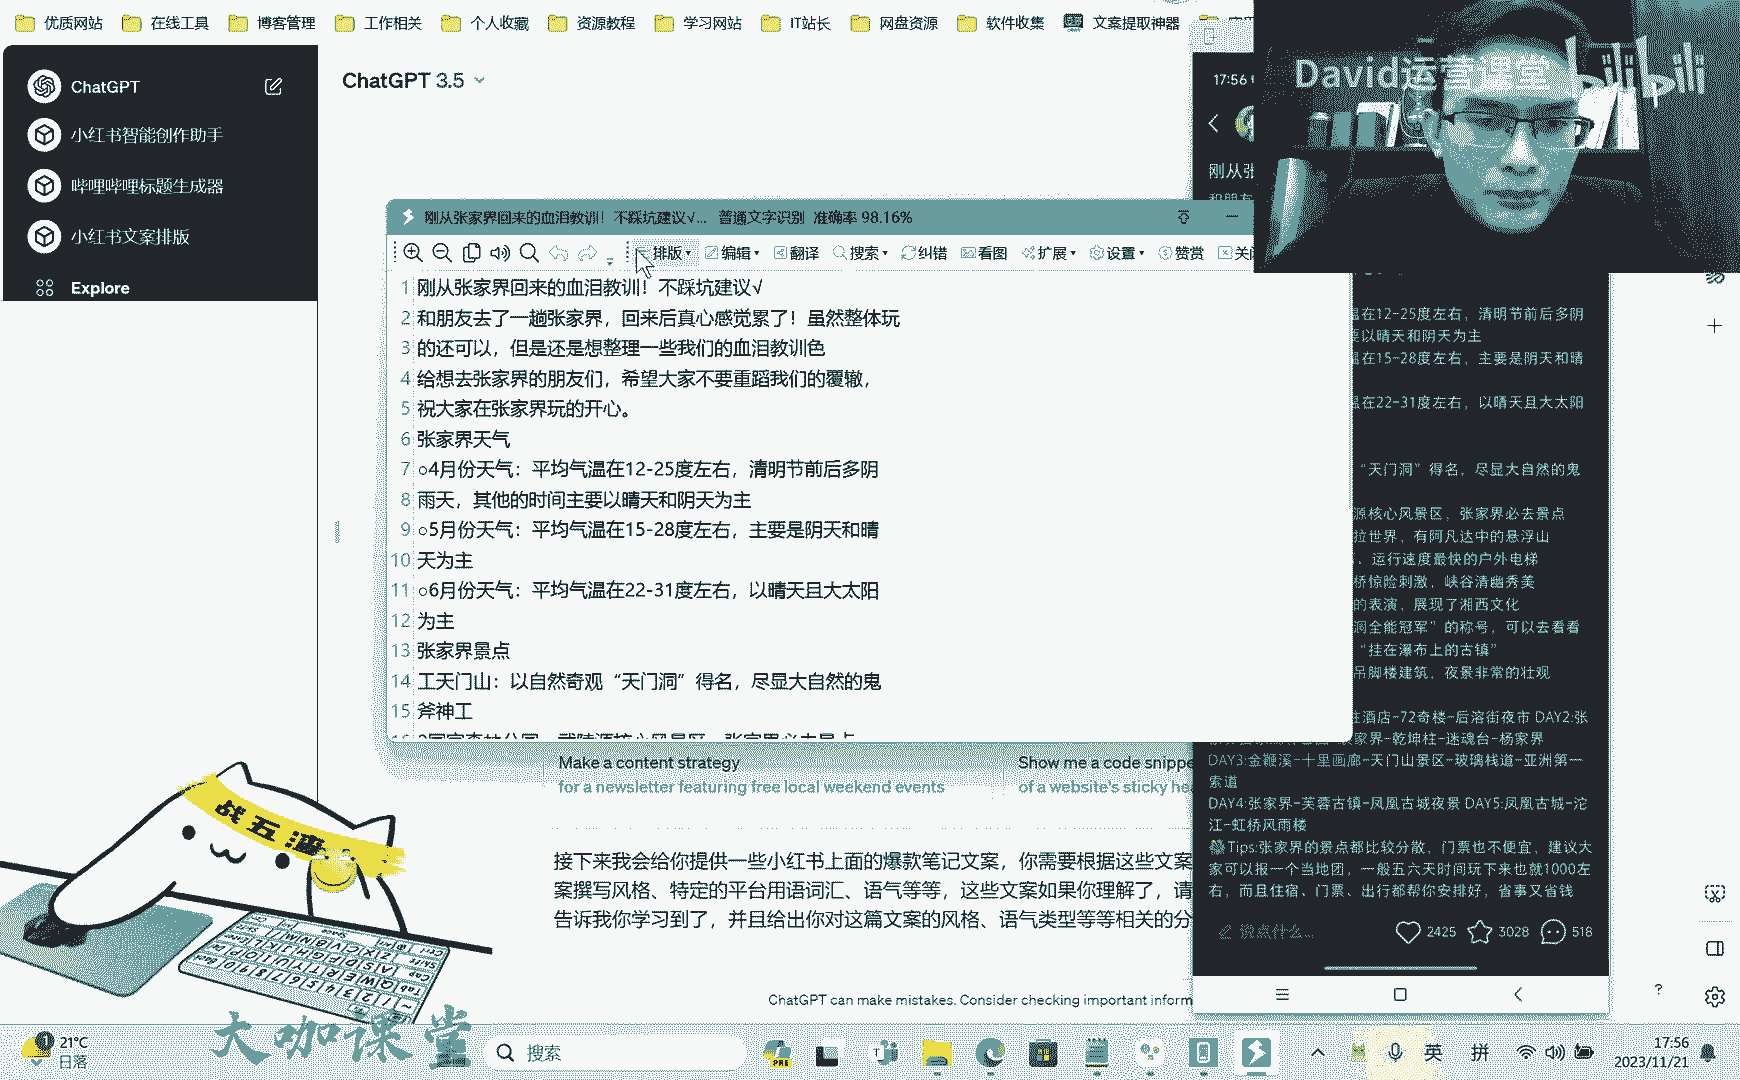 优质网站 在线工具 博客管理 工作相关 个人收藏 资源教程 学习网站 IT站长 网盘资源 软件收集 文案提取神器
ChatGPT
小红书智能创作助手
哔哩哔哩标题生成器
小红书文案排版
Explore
ChatGPT 3.5
David运营课堂
bilibili
17:56
刚从张
刚从张家界回来的血泪教训！不踩坑建议√... 普通文字识别 准确率 98.16%
排版 编辑 翻译 搜索 纠错 看图 扩展 设置 赞赏 关
1 刚从张家界回来的血泪教训！不踩坑建议√
2 和朋友去了一趟张家界，回来后真心感觉累了！虽然整体玩
3 的还可以，但是还是想整理一些我们的血泪教训色
4 给想去张家界的朋友们，希望大家不要重蹈我们的覆辙，
5 祝大家在张家界玩的开心。
6 张家界天气
7 ○4月份天气：平均气温在12-25度左右，清明节前后多阴
8 雨天，其他的时间主要以晴天和阴天为主
9 ○5月份天气：平均气温在15-28度左右，主要是阴天和晴
10 天为主
11 ○6月份天气：平均气温在22-31度左右，以晴天且大太阳
12 为主
13 张家界景点
14 工天门山：以自然奇观“天门洞”得名，尽显大自然的鬼
15 斧神工
温在12-25度左右，清明节前后多阴
要以晴天和阴天为主
温在15-28度左右，主要是阴天和晴
温在22-31度左右，以晴天且大太阳
“天门洞”得名，尽显大自然的鬼
源核心风景区，张家界必去景点
拉世界，有阿凡达中的悬浮山
，运行速度最快的户外电梯
桥惊险刺激，峡谷清幽秀美
的表演，展现了湘西文化
洞全能冠军”的称号，可以去看看
“挂在瀑布上的古镇”
吊脚楼建筑，夜景非常的壮观
住酒店-72奇楼-后溶街夜市 DAY2:张
家界-乾坤柱-迷魂台-杨家界
DAY3:金鞭溪-十里画廊-天门山景区-玻璃栈道-亚洲第一
索道
DAY4:张家界-芙蓉古镇-凤凰古城夜景 DAY5:凤凰古城-沱
江-虹桥风雨楼
Tips:张家界的景点都比较分散，门票也不便宜，建议大
家可以报一个当地团，一般五六天时间玩下来也就1000左
右，而且住宿、门票、出行都帮你安排好，省事又省钱
说点什么... 2425 3028 518
Make a content strategy
for a newsletter featuring free local weekend events
Show me a code snippe
of a website's sticky he
接下来我会给你提供一些小红书上面的爆款笔记文案，你需要根据这些文案
案撰写风格、特定的平台用语词汇、语气等等，这些文案如果你理解了，请
告诉我你学习到了，并且给出你对这篇文案的风格、语气类型等等相关的分
ChatGPT can make mistakes. Consider checking important inform
?
大咖课堂
21°C
日落
搜索
英 拼
17:56
2023/11/21